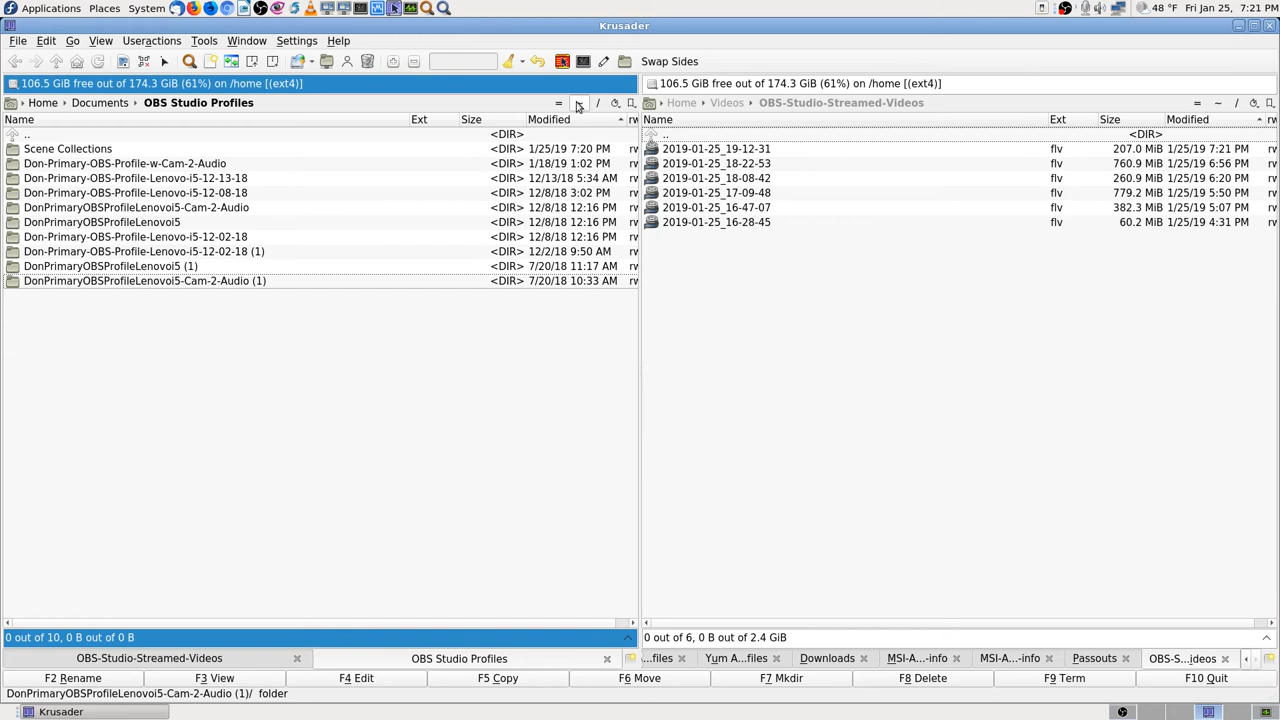 Applications Places System 48 °F Fri Jan 25, 7:21 PM
Krusader
File Edit Go View Useractions Tools Window Settings Help
Swap Sides
106.5 GiB free out of 174.3 GiB (61%) on /home [(ext4)] 106.5 GiB free out of 174.3 GiB (61%) on /home [(ext4)]
Home Documents OBS Studio Profiles = / Home Videos OBS-Studio-Streamed-Videos = ~ /
Name Ext Size Modified rw Name Ext Size Modified rw
.. <DIR> .. <DIR>
Scene Collections <DIR> 1/25/19 7:20 PM rw 2019-01-25_19-12-31 flv 207.0 MiB 1/25/19 7:21 PM
Don-Primary-OBS-Profile-w-Cam-2-Audio <DIR> 1/18/19 1:02 PM rw 2019-01-25_18-22-53 flv 760.9 MiB 1/25/19 6:56 PM
Don-Primary-OBS-Profile-Lenovo-i5-12-13-18 <DIR> 12/13/18 5:34 AM rw 2019-01-25_18-08-42 flv 260.9 MiB 1/25/19 6:20 PM
Don-Primary-OBS-Profile-Lenovo-i5-12-08-18 <DIR> 12/8/18 3:02 PM rw 2019-01-25_17-09-48 flv 779.2 MiB 1/25/19 5:50 PM
DonPrimaryOBSProfileLenovoi5-Cam-2-Audio <DIR> 12/8/18 12:16 PM rw 2019-01-25_16-47-07 flv 382.3 MiB 1/25/19 5:07 PM
DonPrimaryOBSProfileLenovoi5 <DIR> 12/8/18 12:16 PM rw 2019-01-25_16-28-45 flv 60.2 MiB 1/25/19 4:31 PM
Don-Primary-OBS-Profile-Lenovo-i5-12-02-18 <DIR> 12/8/18 12:16 PM rw
Don-Primary-OBS-Profile-Lenovo-i5-12-02-18 (1) <DIR> 12/2/18 9:50 AM rw
DonPrimaryOBSProfileLenovoi5 (1) <DIR> 7/20/18 11:17 AM rw
DonPrimaryOBSProfileLenovoi5-Cam-2-Audio (1) <DIR> 7/20/18 10:33 AM rw
0 out of 10, 0 B out of 0 B 0 out of 6, 0 B out of 2.4 GiB
OBS-Studio-Streamed-Videos OBS Studio Profiles ...files Yum A...files Downloads MSI-A...-info MSI-A...-info Passouts OBS-S...ideos
F2 Rename F3 View F4 Edit F5 Copy F6 Move F7 Mkdir F8 Delete F9 Term F10 Quit
DonPrimaryOBSProfileLenovoi5-Cam-2-Audio (1)/ folder
Krusader